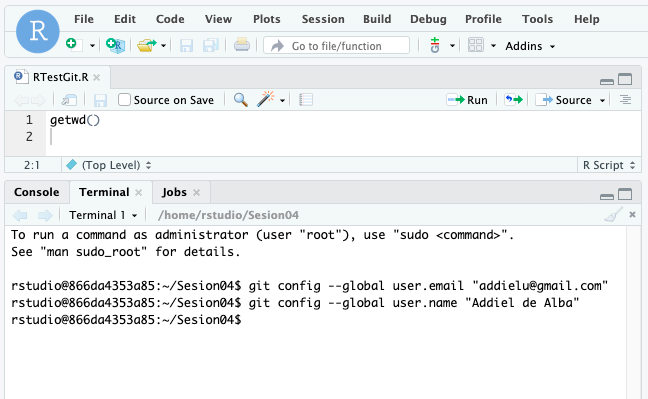 R File Edit Code View Plots Session Build Debug Profile Tools Help
R Go to file/function Addins
R RTestGit.R
Source on Save Run Source
1 getwd()
2
2:1 (Top Level) R Script
Console Terminal Jobs
Terminal 1 /home/rstudio/Sesion04
To run a command as administrator (user "root"), use "sudo <command>".
See "man sudo_root" for details.
rstudio@866da4353a85:~/Sesion04$ git config --global user.email "addielu@gmail.com"
rstudio@866da4353a85:~/Sesion04$ git config --global user.name "Addiel de Alba"
rstudio@866da4353a85:~/Sesion04$